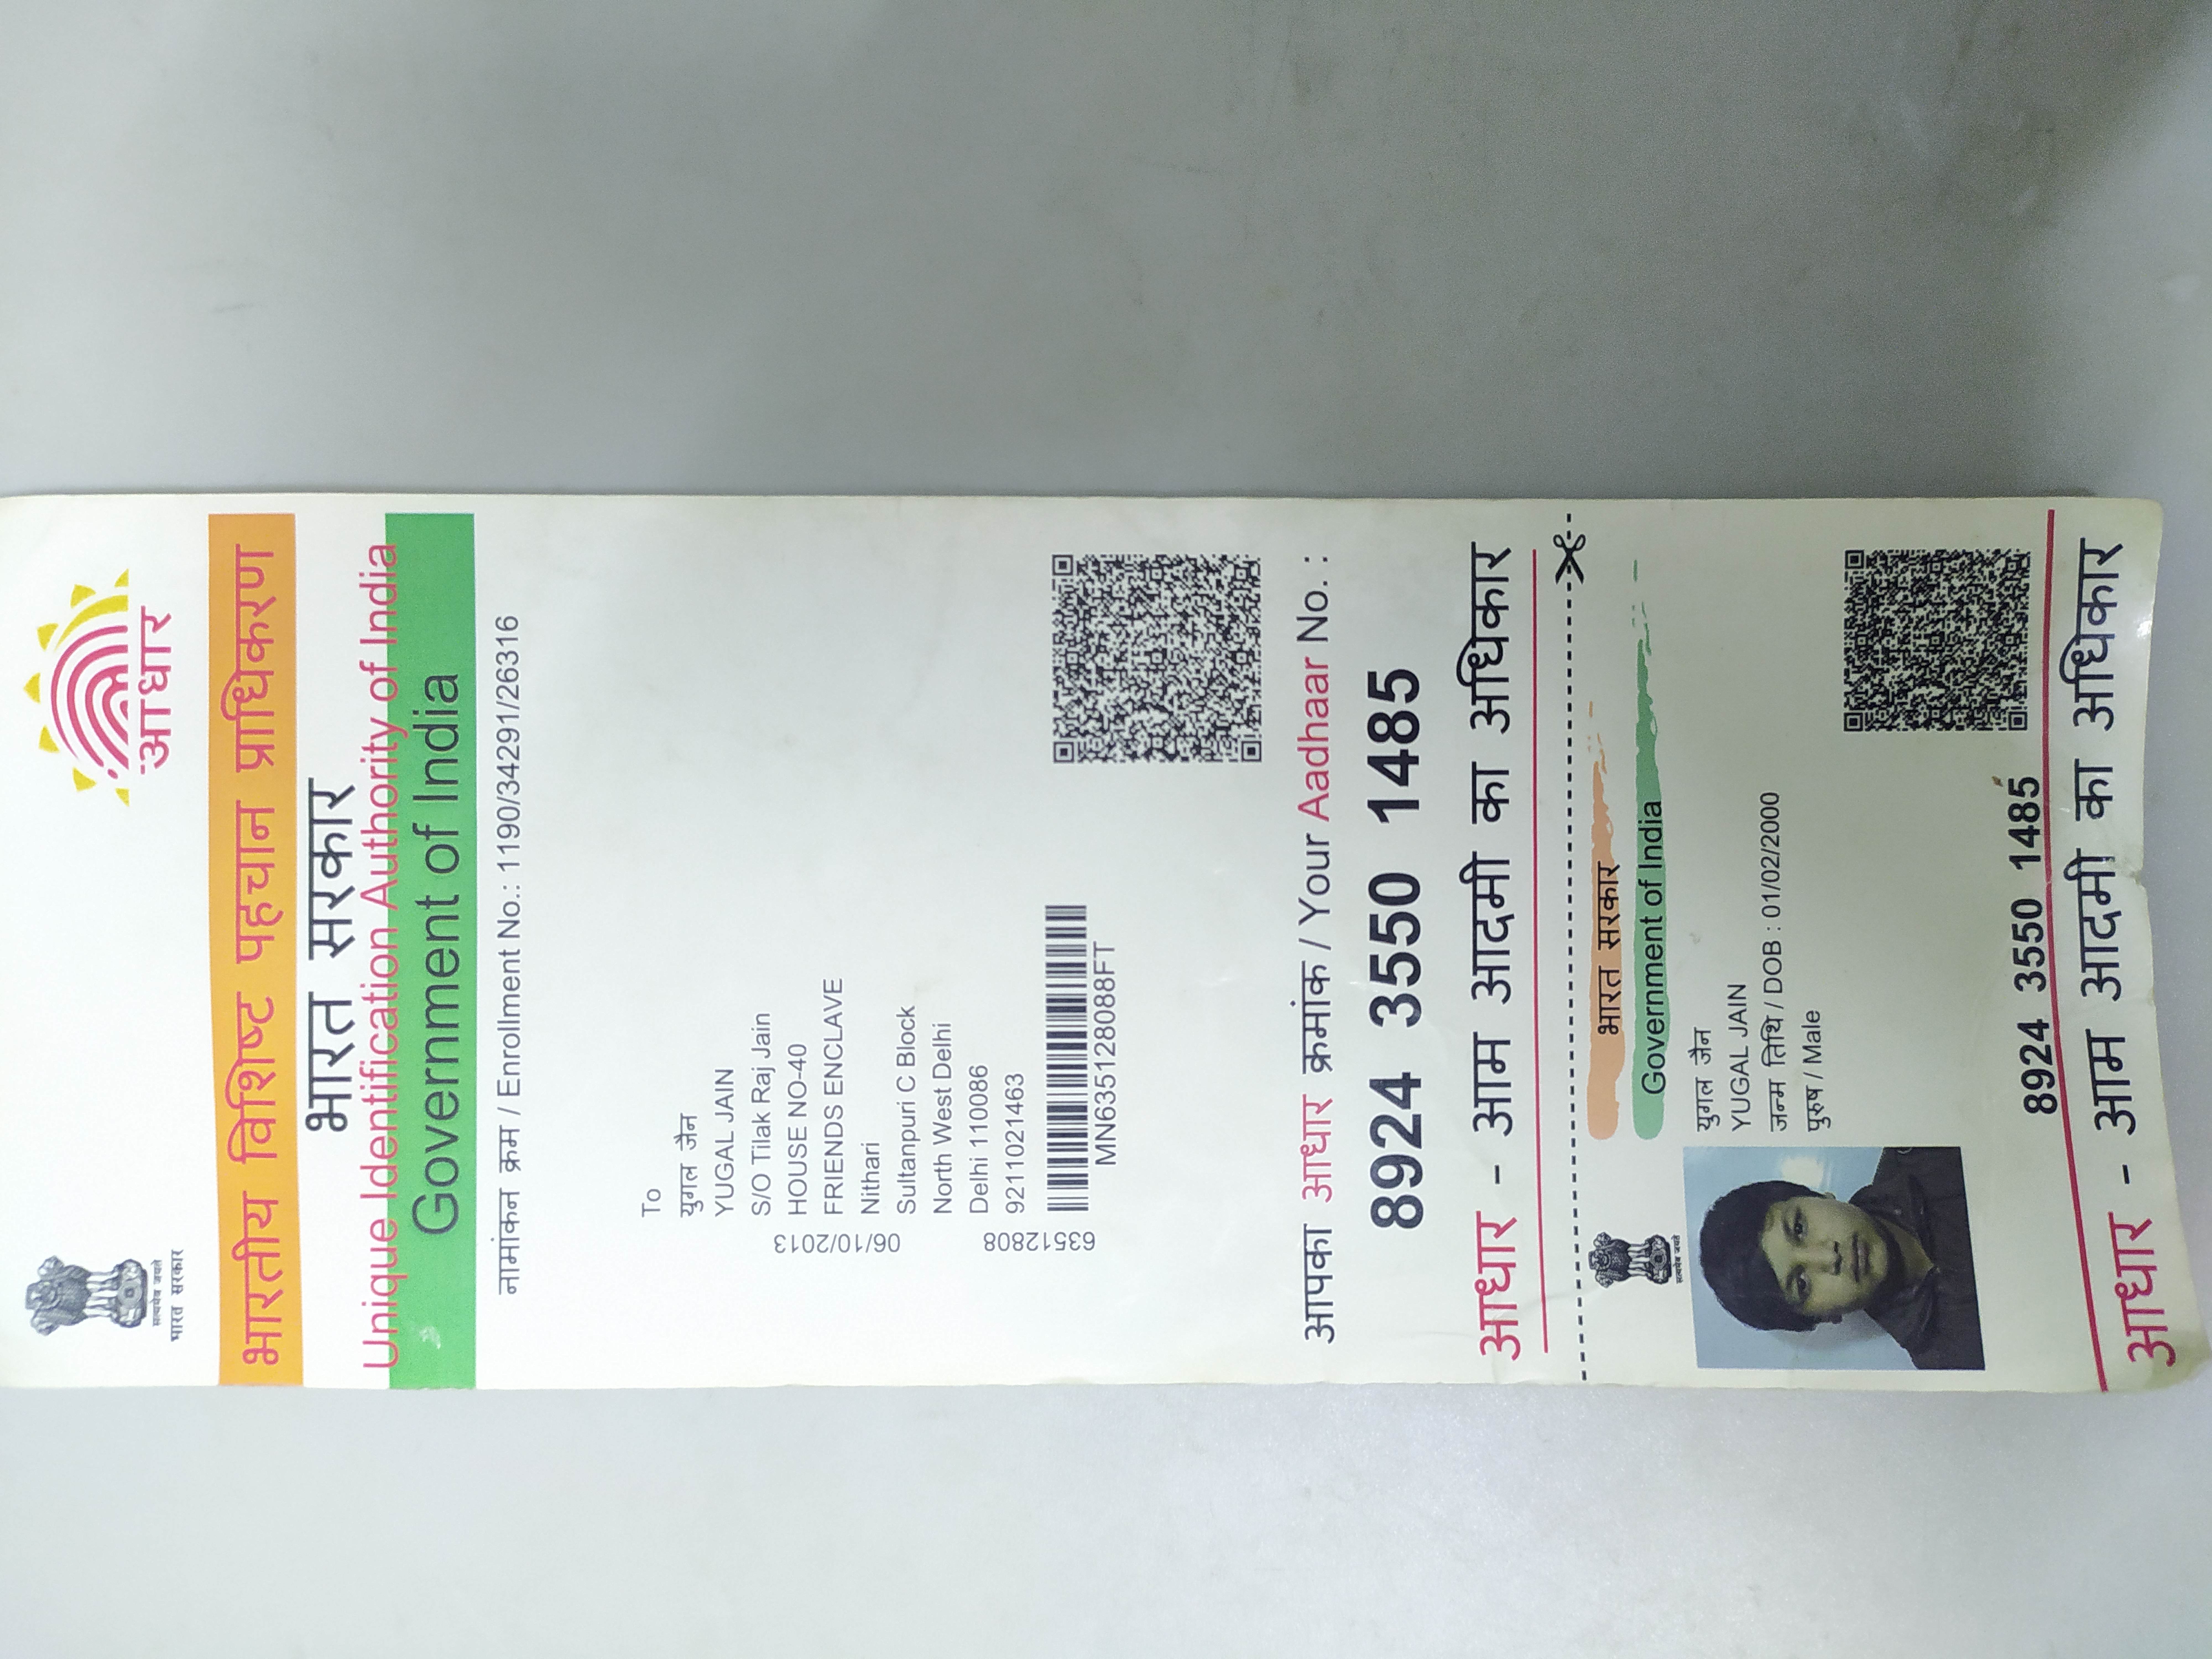 सत्यमेव जयते
भारत सरकार
आधार
भारतीय विशिष्ट पहचान प्राधिकरण
भारत सरकार
Unique Identification Authority of India
Government of India
नामांकन क्रम / Enrollment No.: 1190/34291/26316
To
युगल जैन
YUGAL JAIN
S/O Tilak Raj Jain
HOUSE NO-40
FRIENDS ENCLAVE
Nithari
Sultanpuri C Block
North West Delhi
Delhi 110086
9211021463
06/10/2013
63512808
MN635128088FT
आपका आधार क्रमांक / Your Aadhaar No. :
8924 3550 1485
आधार - आम आदमी का अधिकार
भारत सरकार
Government of India
सत्यमेव जयते
युगल जैन
YUGAL JAIN
जन्म तिथि / DOB : 01/02/2000
पुरुष / Male
8924 3550 1485
आधार - आम आदमी का अधिकार